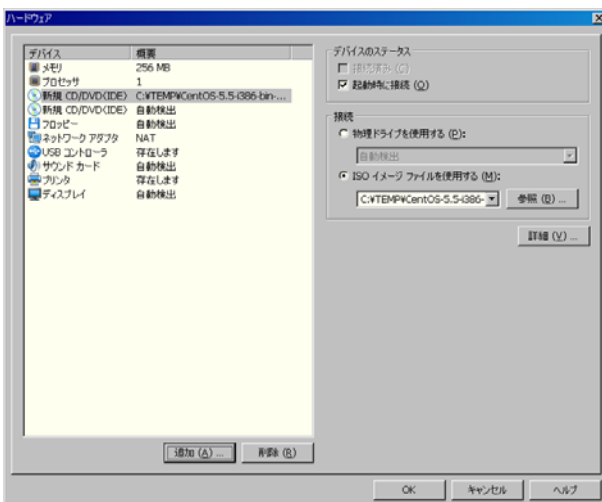 ハードウェア
デバイス 概要
メモリ 256 MB
プロセッサ 1
新規 CD/DVD(IDE) C:¥TEMP¥CentOS-5.5-i386-bin-...
新規 CD/DVD(IDE) 自動検出
フロッピー 自動検出
ネットワーク アダプタ NAT
USB コントローラ 存在します
サウンド カード 自動検出
プリンタ 存在します
ディスプレイ 自動検出
追加 (A) ...
削除 (R)
デバイスのステータス
接続済み (C)
起動時に接続 (O)
接続
物理ドライブを使用する (P):
自動検出
ISO イメージ ファイルを使用する (M):
C:¥TEMP¥CentOS-5.5-i386-
参照 (B) ...
詳細 (V) ...
OK
キャンセル
ヘルプ